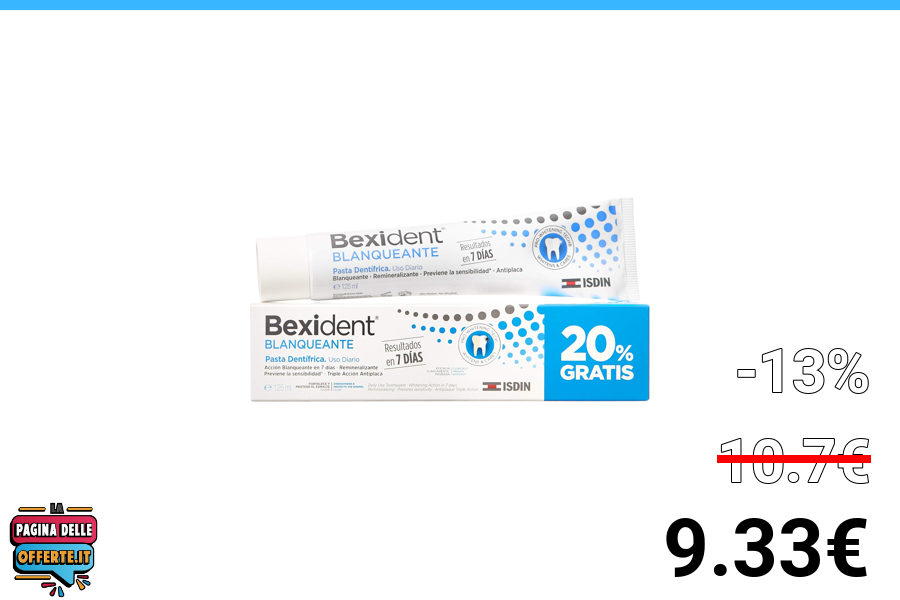 Bexident®
BLANQUEANTE
Pasta Dentífrica. Uso Diario
Blanqueante · Remineralizante · Previene la sensibilidad* · Antiplaca
℮ 125 ml
Resultados
en 7 DÍAS
ISDIN
Bexident®
BLANQUEANTE
Pasta Dentífrica. Uso Diario
Acción Blanqueante en 7 días · Remineralizante
Previene la sensibilidad* · Triple Acción Antiplaca
℮ 125 ml
Resultados
en 7 DÍAS
ISDIN
20%
GRATIS
-13%
10.7€
9.33€
LA
PAGINA DELLE
OFFERTE.IT